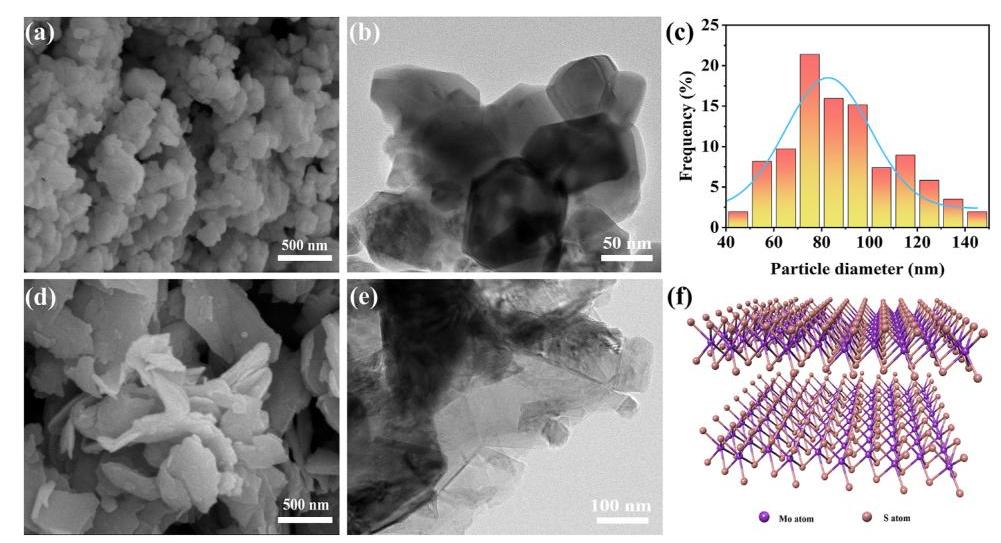 (a)
500 nm
(b)
50 nm
(c)
25
20
15
10
5
0
Frequency (%)
40 60 80 100 120 140
Particle diameter (nm)
(d)
500 nm
(e)
100 nm
(f)
Mo atom S atom